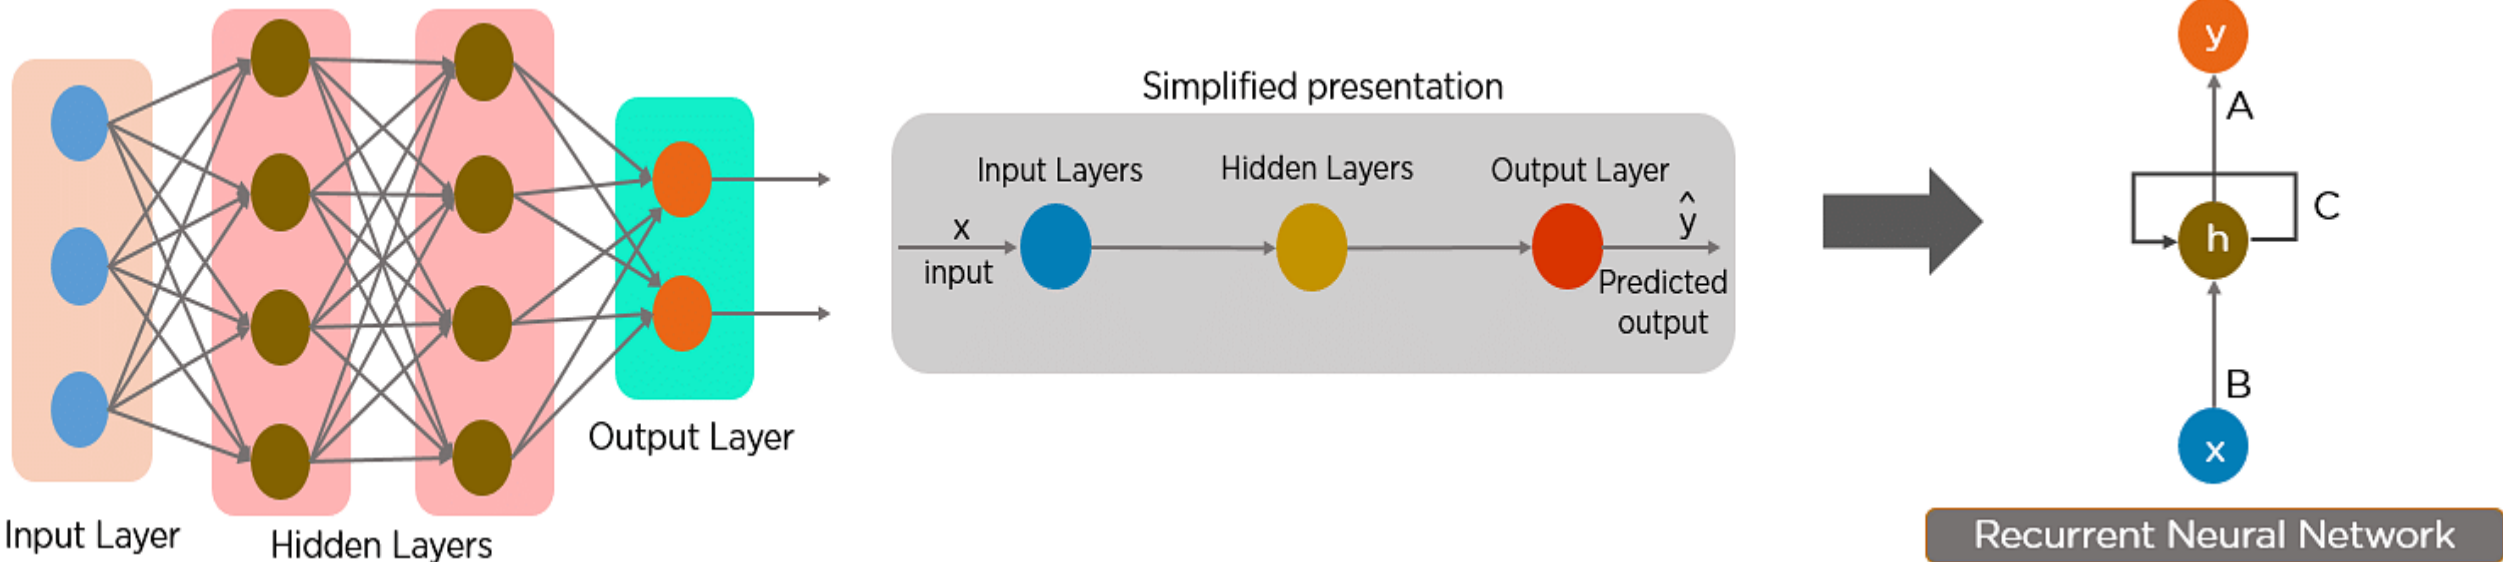 Input Layer
Hidden Layers
Output Layer
Simplified presentation
Input Layers
Hidden Layers
Output Layer
x
input
^
y
Predicted
output
y
A
h
C
B
x
Recurrent Neural Network